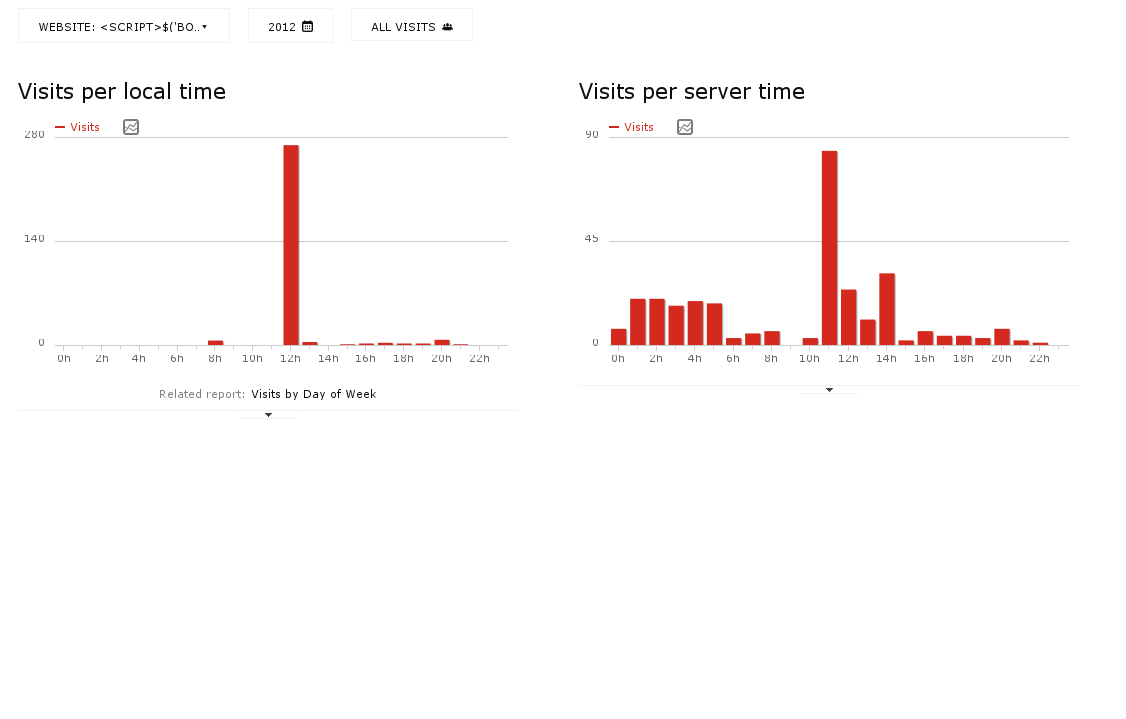 WEBSITE: <SCRIPT>$('BO..
2012
ALL VISITS
Visits per local time
Visits
280
140
0
0h 2h 4h 6h 8h 10h 12h 14h 16h 18h 20h 22h
Related report: Visits by Day of Week
Visits per server time
Visits
90
45
0
0h 2h 4h 6h 8h 10h 12h 14h 16h 18h 20h 22h